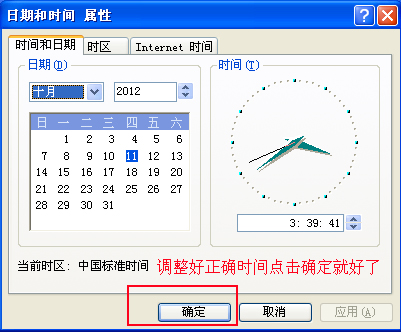 日期和时间 属性
时间和日期 时区 Internet 时间
日期(D)
十月 2012
日 一 二 三 四 五 六
1 2 3 4 5 6
7 8 9 10 11 12 13
14 15 16 17 18 19 20
21 22 23 24 25 26 27
28 29 30 31
时间(T)
3:39:41
当前时区: 中国标准时间
调整好正确时间点击确定就好了
确定 取消 应用(A)